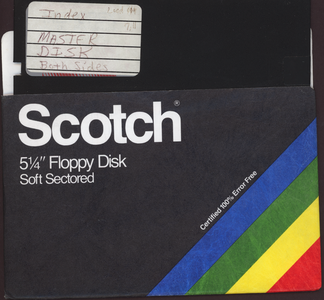 Index
MASTER
DISK
Both Sides
Scotch®
5¼" Floppy Disk
Soft Sectored
Certified 100% Error Free